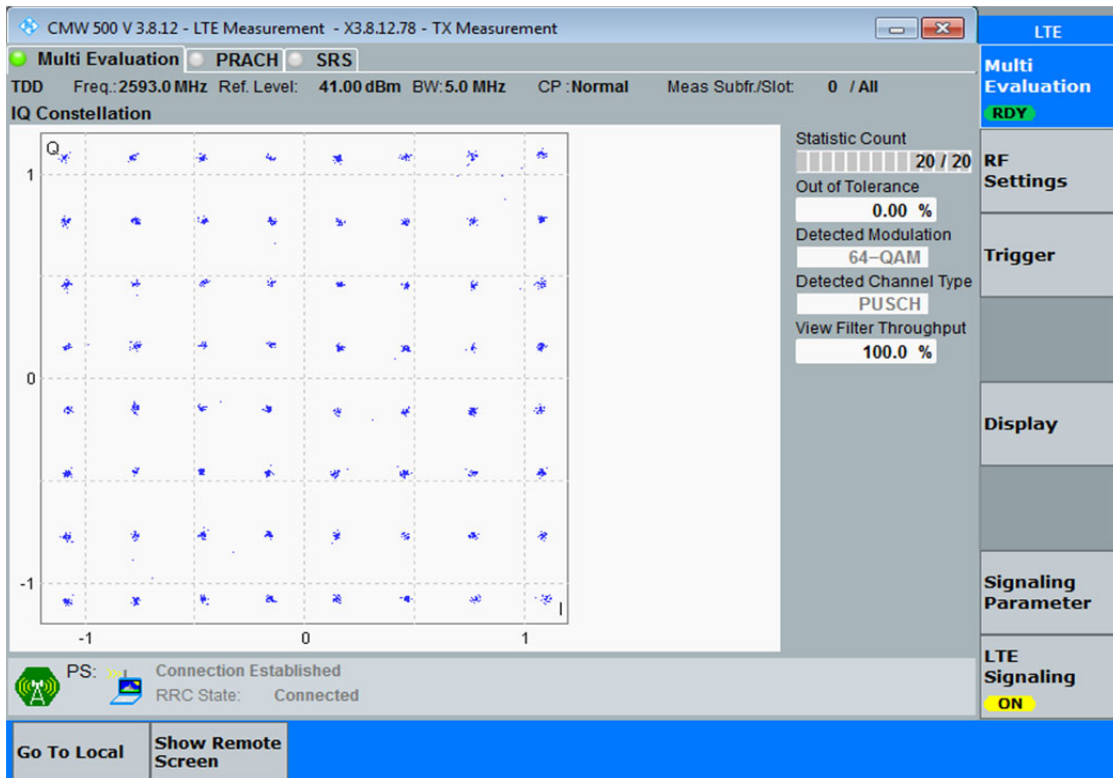 CMW 500 V 3.8.12 - LTE Measurement - X3.8.12.78 - TX Measurement
LTE
Multi Evaluation PRACH SRS
TDD Freq.: 2593.0 MHz Ref. Level: 41.00 dBm BW: 5.0 MHz CP : Normal Meas Subfr./Slot: 0 / All
IQ Constellation
Q
1
0
-1
-1 0 1
I
Statistic Count
20 / 20
Out of Tolerance
0.00 %
Detected Modulation
64-QAM
Detected Channel Type
PUSCH
View Filter Throughput
100.0 %
Multi
Evaluation
RDY
RF
Settings
Trigger
Display
Signaling
Parameter
LTE
Signaling
ON
PS: Connection Established
RRC State: Connected
Go To Local
Show Remote
Screen